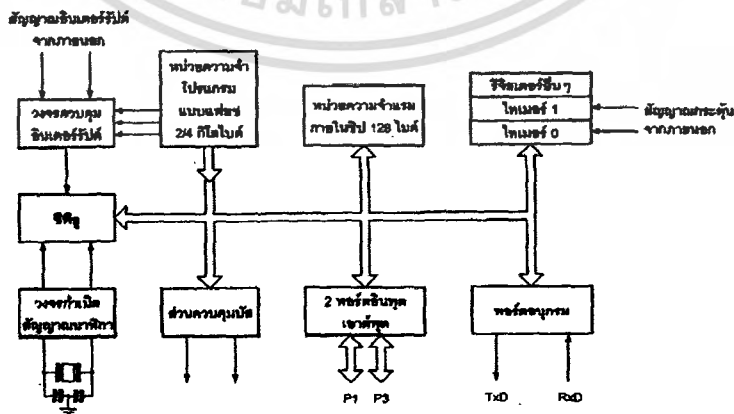 สัญญาณอินเตอร์รัปต์
จากภายนอก
วงจรควบคุม
อินเตอร์รัปต์
หน่วยความจำ
โปรแกรม
แบบแฟลช
2/4 กิโลไบต์
หน่วยความจำแรม
ภายในชิป 128 ไบต์
รีจิสเตอร์อื่นๆ
ไทเมอร์ 1
ไทเมอร์ 0
สัญญาณกระตุ้น
จากภายนอก
ซีพียู
วงจรกำเนิด
สัญญาณนาฬิกา
ส่วนควบคุมบัส
2 พอร์ตอินพุต
เอาต์พุต
พอร์ตอนุกรม
P1 P3
TxD RxD